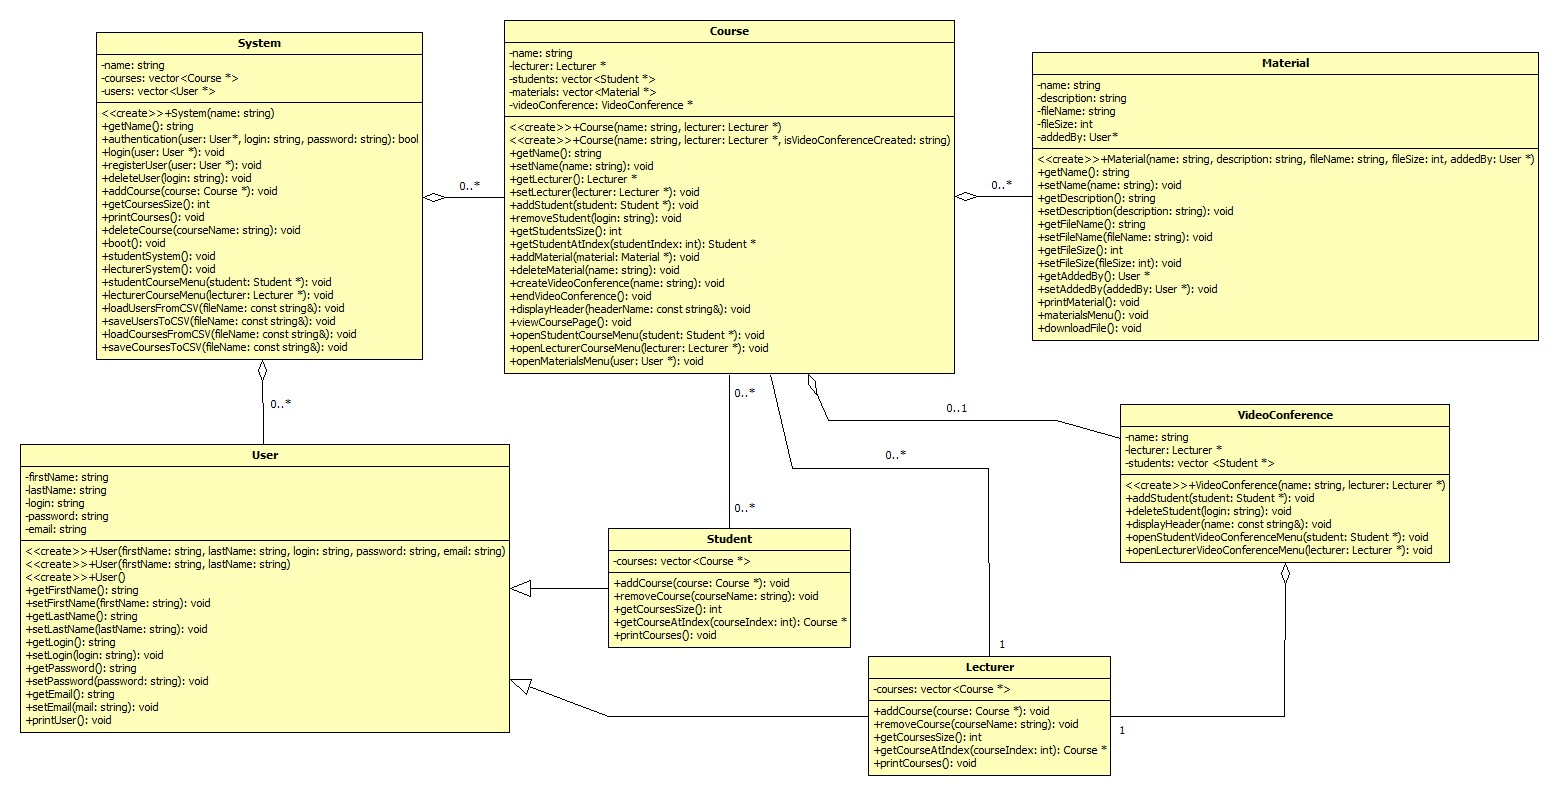 System
-name: string
-courses: vector<Course *>
-users: vector<User *>
<<create>>+System(name: string)
+getName(): string
+authentication(user: User*, login: string, password: string): bool
+login(user: User *): void
+registerUser(user: User *): void
+deleteUser(login: string): void
+addCourse(course: Course *): void
+getCoursesSize(): int
+printCourses(): void
+deleteCourse(courseName: string): void
+boot(): void
+studentSystem(): void
+lecturerSystem(): void
+studentCourseMenu(student: Student *): void
+lecturerCourseMenu(lecturer: Lecturer *): void
+loadUsersFromCSV(fileName: const string&): void
+saveUsersToCSV(fileName: const string&): void
+loadCoursesFromCSV(fileName: const string&): void
+saveCoursesToCSV(fileName: const string&): void
0..*
Course
-name: string
-lecturer: Lecturer *
-students: vector<Student *>
-materials: vector<Material *>
-videoConference: VideoConference *
<<create>>+Course(name: string, lecturer: Lecturer *)
<<create>>+Course(name: string, lecturer: Lecturer *, isVideoConferenceCreated: string)
+getName(): string
+setName(name: string): void
+getLecturer(): Lecturer *
+setLecturer(lecturer: Lecturer *): void
+addStudent(student: Student *): void
+removeStudent(login: string): void
+getStudentsSize(): int
+getStudentAtIndex(studentIndex: int): Student *
+addMaterial(material: Material *): void
+deleteMaterial(name: string): void
+createVideoConference(name: string): void
+endVideoConference(): void
+displayHeader(headerName: const string&): void
+viewCoursePage(): void
+openStudentCourseMenu(student: Student *): void
+openLecturerCourseMenu(lecturer: Lecturer *): void
+openMaterialsMenu(user: User *): void
0..*
Material
-name: string
-description: string
-fileName: string
-fileSize: int
-addedBy: User*
<<create>>+Material(name: string, description: string, fileName: string, fileSize: int, addedBy: User *)
+getName(): string
+setName(name: string): void
+getDescription(): string
+setDescription(description: string): void
+getFileName(): string
+setFileName(fileName: string): void
+getFileSize(): int
+setFileSize(fileSize: int): void
+getAddedBy(): User *
+setAddedBy(addedBy: User *): void
+printMaterial(): void
+materialsMenu(): void
+downloadFile(): void
0..*
0..*
0..1
0..*
0..*
User
-firstName: string
-lastName: string
-login: string
-password: string
-email: string
<<create>>+User(firstName: string, lastName: string, login: string, password: string, email: string)
<<create>>+User(firstName: string, lastName: string)
<<create>>+User()
+getFirstName(): string
+setFirstName(firstName: string): void
+getLastName(): string
+setLastName(lastName: string): void
+getLogin(): string
+setLogin(login: string): void
+getPassword(): string
+setPassword(password: string): void
+getEmail(): string
+setEmail(mail: string): void
+printUser(): void
Student
-courses: vector<Course *>
+addCourse(course: Course *): void
+removeCourse(courseName: string): void
+getCoursesSize(): int
+getCourseAtIndex(courseIndex: int): Course *
+printCourses(): void
VideoConference
-name: string
-lecturer: Lecturer *
-students: vector <Student *>
<<create>>+VideoConference(name: string, lecturer: Lecturer *)
+addStudent(student: Student *): void
+deleteStudent(login: string): void
+displayHeader(name: const string&): void
+openStudentVideoConferenceMenu(student: Student *): void
+openLecturerVideoConferenceMenu(lecturer: Lecturer *): void
1
Lecturer
-courses: vector<Course *>
+addCourse(course: Course *): void
+removeCourse(courseName: string): void
+getCoursesSize(): int
+getCourseAtIndex(courseIndex: int): Course *
+printCourses(): void
1